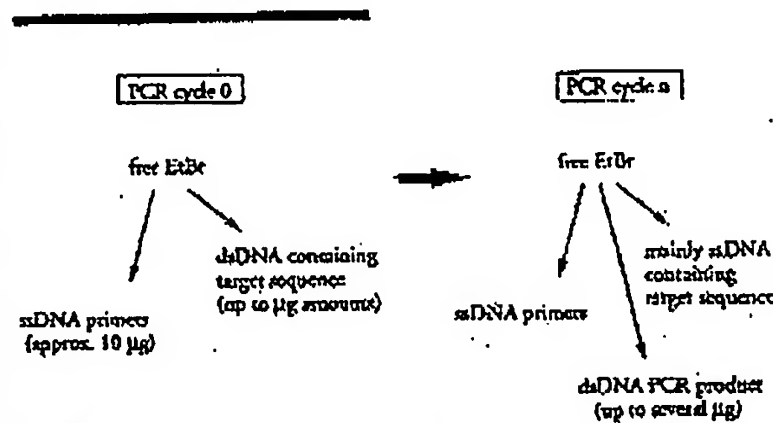 PCR cycle 0
free EtBr
dsDNA containing
target sequence
(up to µg amounts)
ssDNA primers
(approx. 10 µg)
PCR cycle n
free EtBr
mainly ssDNA
containing
target sequence
ssDNA primers
dsDNA PCR product
(up to several µg)